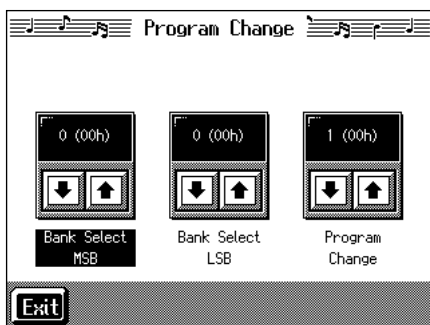 Program Change
0 (00h)
0 (00h)
1 (00h)
Bank Select
MSB
Bank Select
LSB
Program
Change
Exit